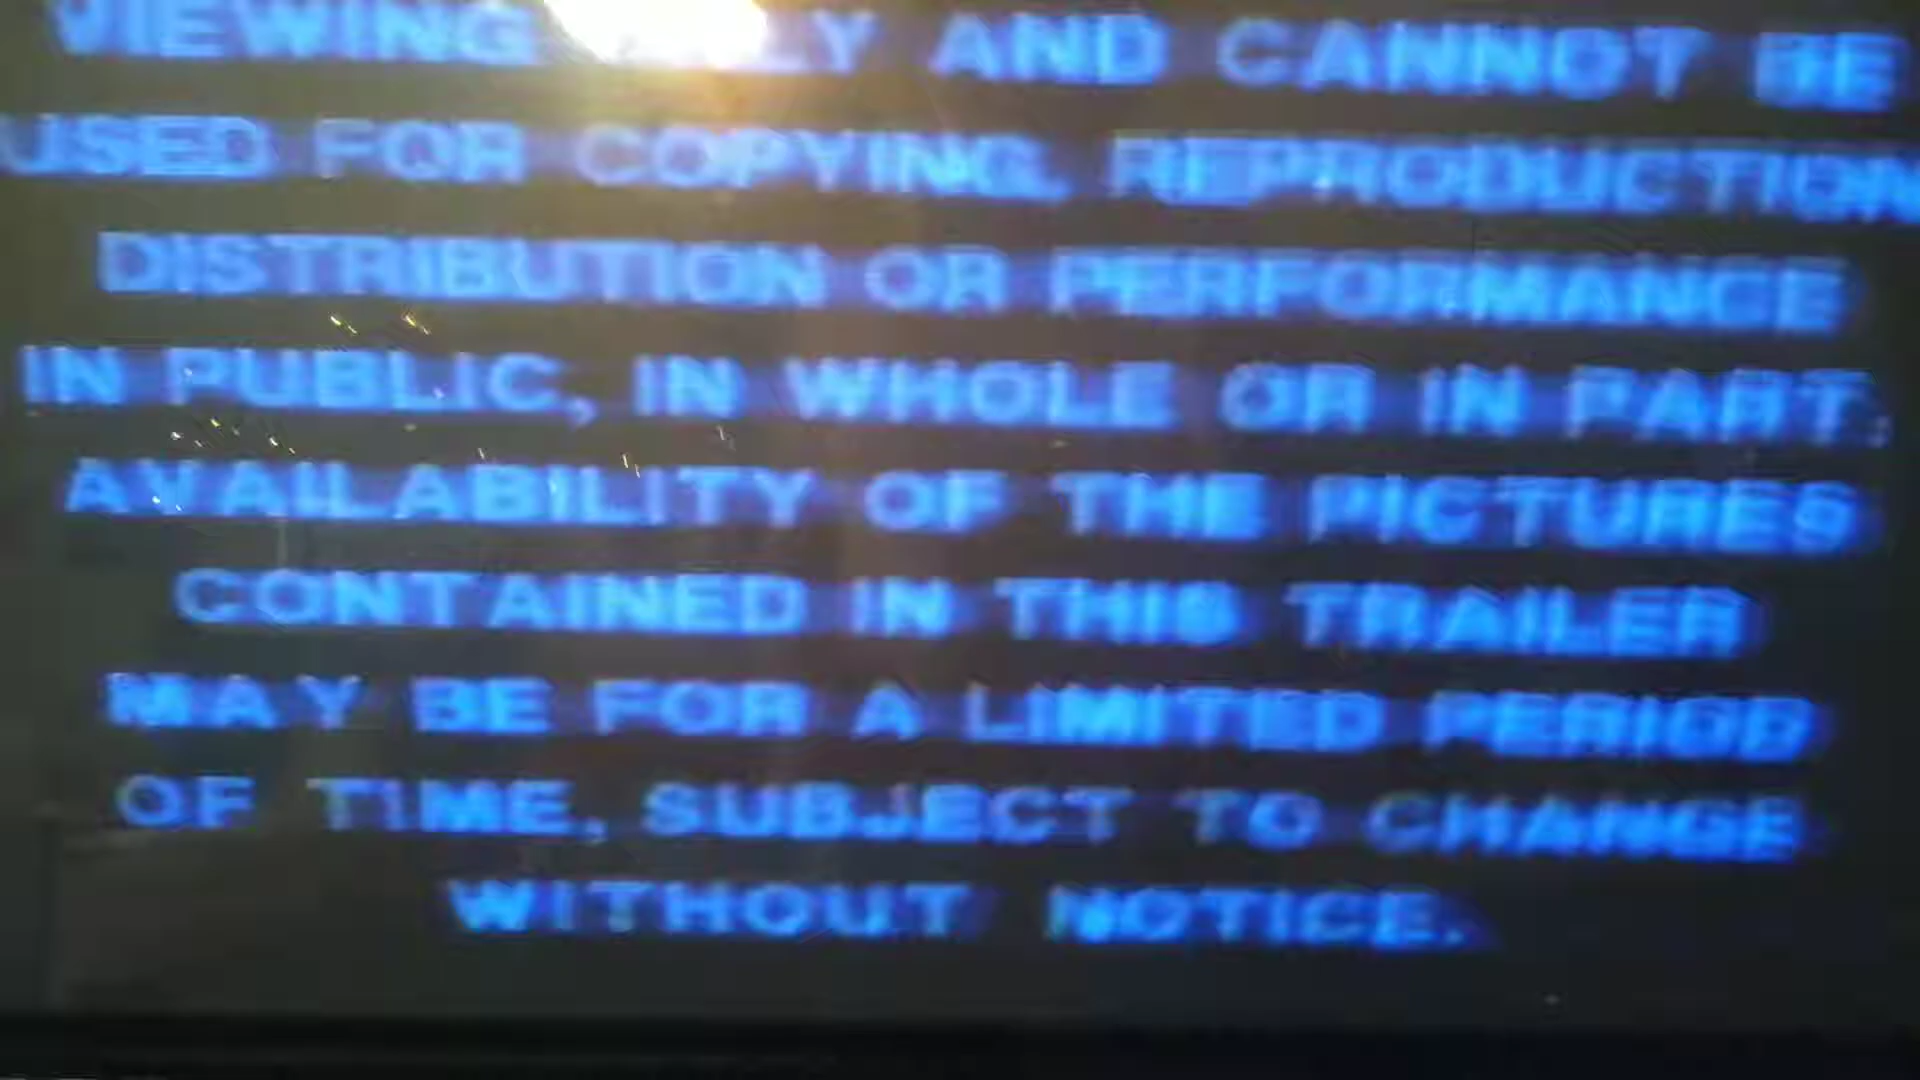 VIEWING ONLY AND CANNOT BE
USED FOR COPYING, REPRODUCTION
DISTRIBUTION OR PERFORMANCE
IN PUBLIC, IN WHOLE OR IN PART.
AVAILABILITY OF THE PICTURES
CONTAINED IN THIS TRAILER
MAY BE FOR A LIMITED PERIOD
OF TIME, SUBJECT TO CHANGE
WITHOUT NOTICE.